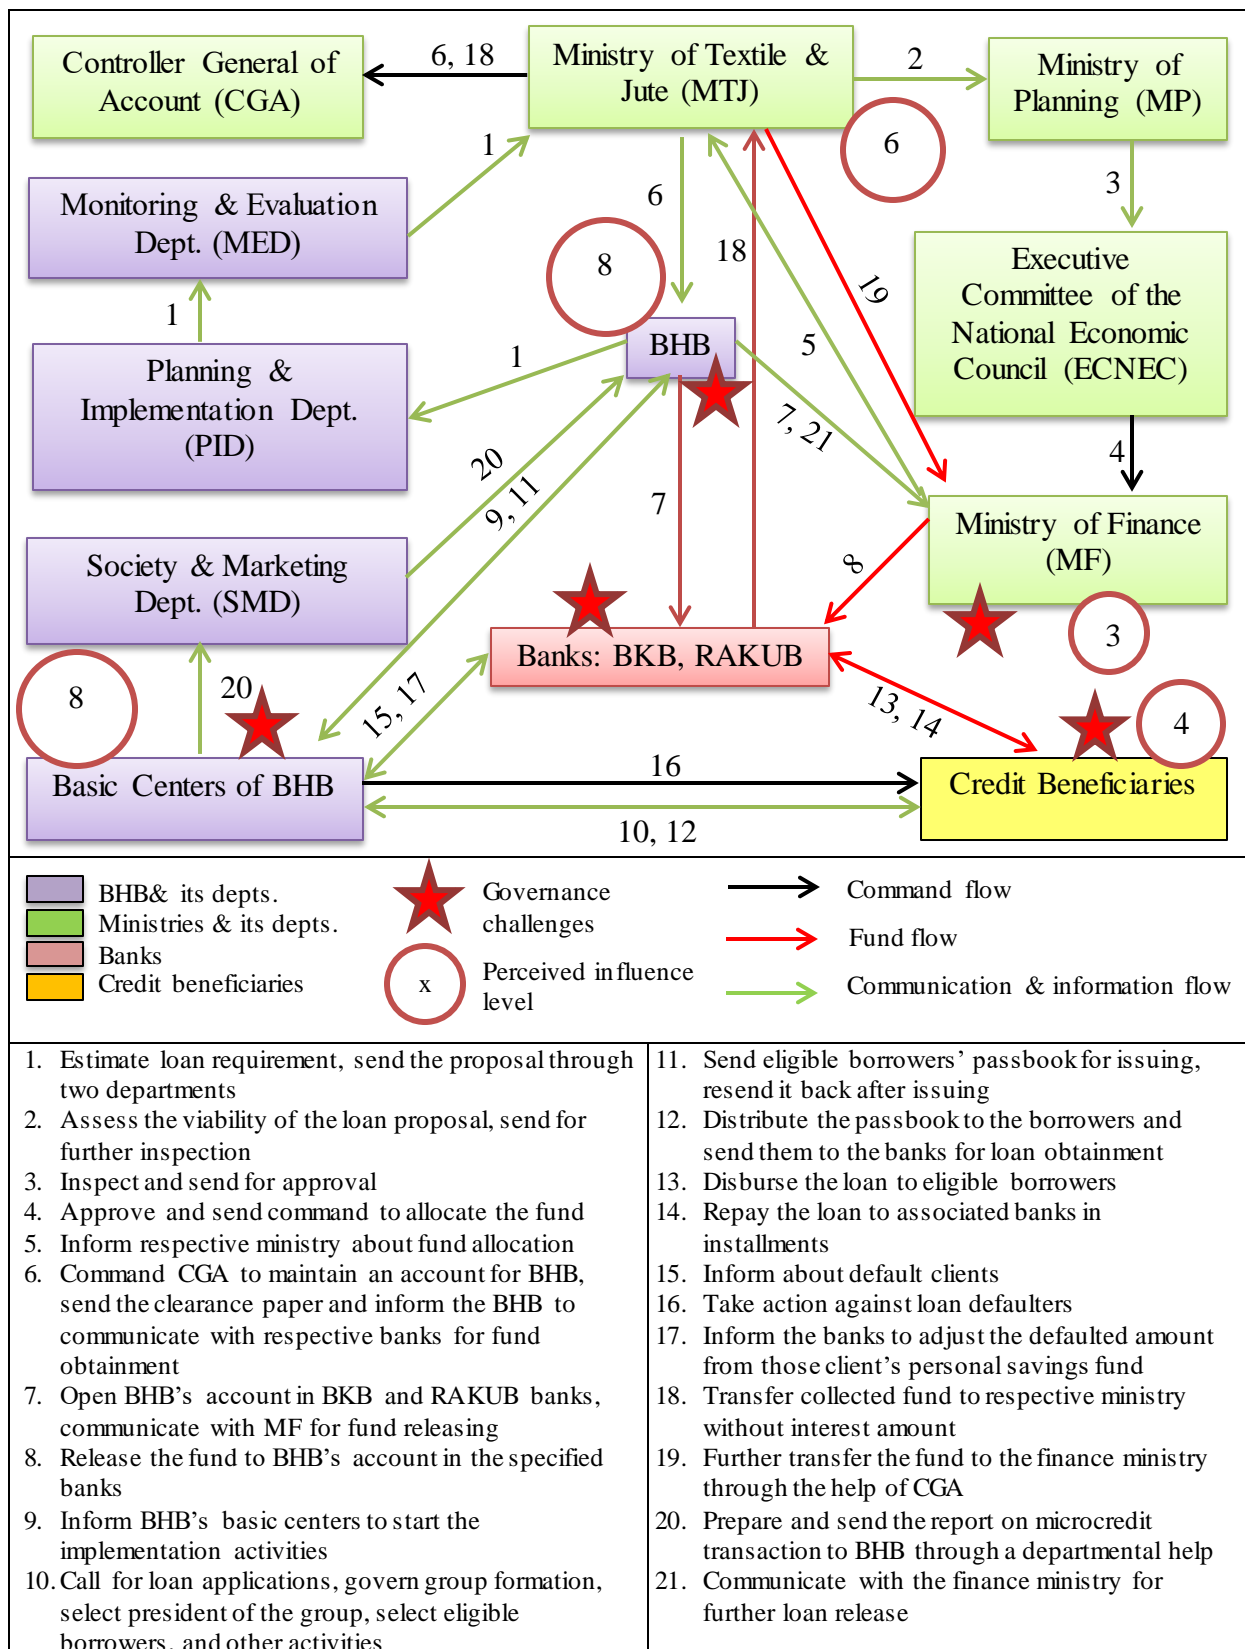 Controller General of
Account (CGA)
6, 18
Ministry of Textile &
Jute (MTJ)
2
Ministry of
Planning (MP)
1
6
6
3
Monitoring & Evaluation
Dept. (MED)
8
18
19
Executive
Committee of the
National Economic
Council (ECNEC)
1
1
BHB
5
Planning &
Implementation Dept.
(PID)
7, 21
4
20
9, 11
7
Ministry of Finance
(MF)
Society & Marketing
Dept. (SMD)
8
3
Banks: BKB, RAKUB
8
20
15, 17
13, 14
4
Basic Centers of BHB
16
Credit Beneficiaries
10, 12
BHB& its depts.
Ministries & its depts.
Banks
Credit beneficiaries
Governance
challenges
x
Perceived influence
level
Command flow
Fund flow
Communication & information flow
1. Estimate loan requirement, send the proposal through
two departments
2. Assess the viability of the loan proposal, send for
further inspection
3. Inspect and send for approval
4. Approve and send command to allocate the fund
5. Inform respective ministry about fund allocation
6. Command CGA to maintain an account for BHB,
send the clearance paper and inform the BHB to
communicate with respective banks for fund
obtainment
7. Open BHB's account in BKB and RAKUB banks,
communicate with MF for fund releasing
8. Release the fund to BHB's account in the specified
banks
9. Inform BHB's basic centers to start the
implementation activities
10. Call for loan applications, govern group formation,
select president of the group, select eligible
borrowers, and other activities
11. Send eligible borrowers' passbook for issuing,
resend it back after issuing
12. Distribute the passbook to the borrowers and
send them to the banks for loan obtainment
13. Disburse the loan to eligible borrowers
14. Repay the loan to associated banks in
installments
15. Inform about default clients
16. Take action against loan defaulters
17. Inform the banks to adjust the defaulted amount
from those client's personal savings fund
18. Transfer collected fund to respective ministry
without interest amount
19. Further transfer the fund to the finance ministry
through the help of CGA
20. Prepare and send the report on microcredit
transaction to BHB through a departmental help
21. Communicate with the finance ministry for
further loan release